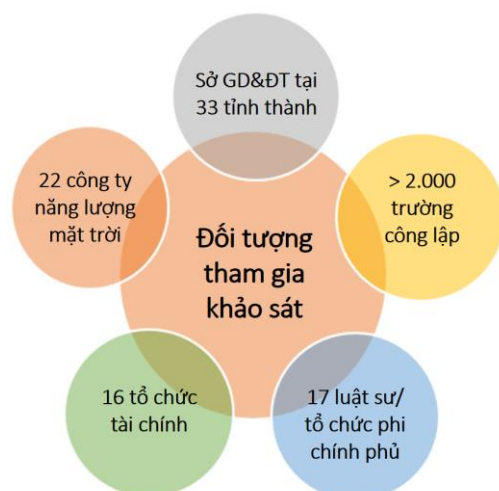 Sở GD&ĐT tại
33 tỉnh thành
22 công ty
năng lượng
mặt trời
> 2.000
trường
công lập
Đối tượng
tham gia
khảo sát
16 tổ chức
tài chính
17 luật sư/
tổ chức phi
chính phủ